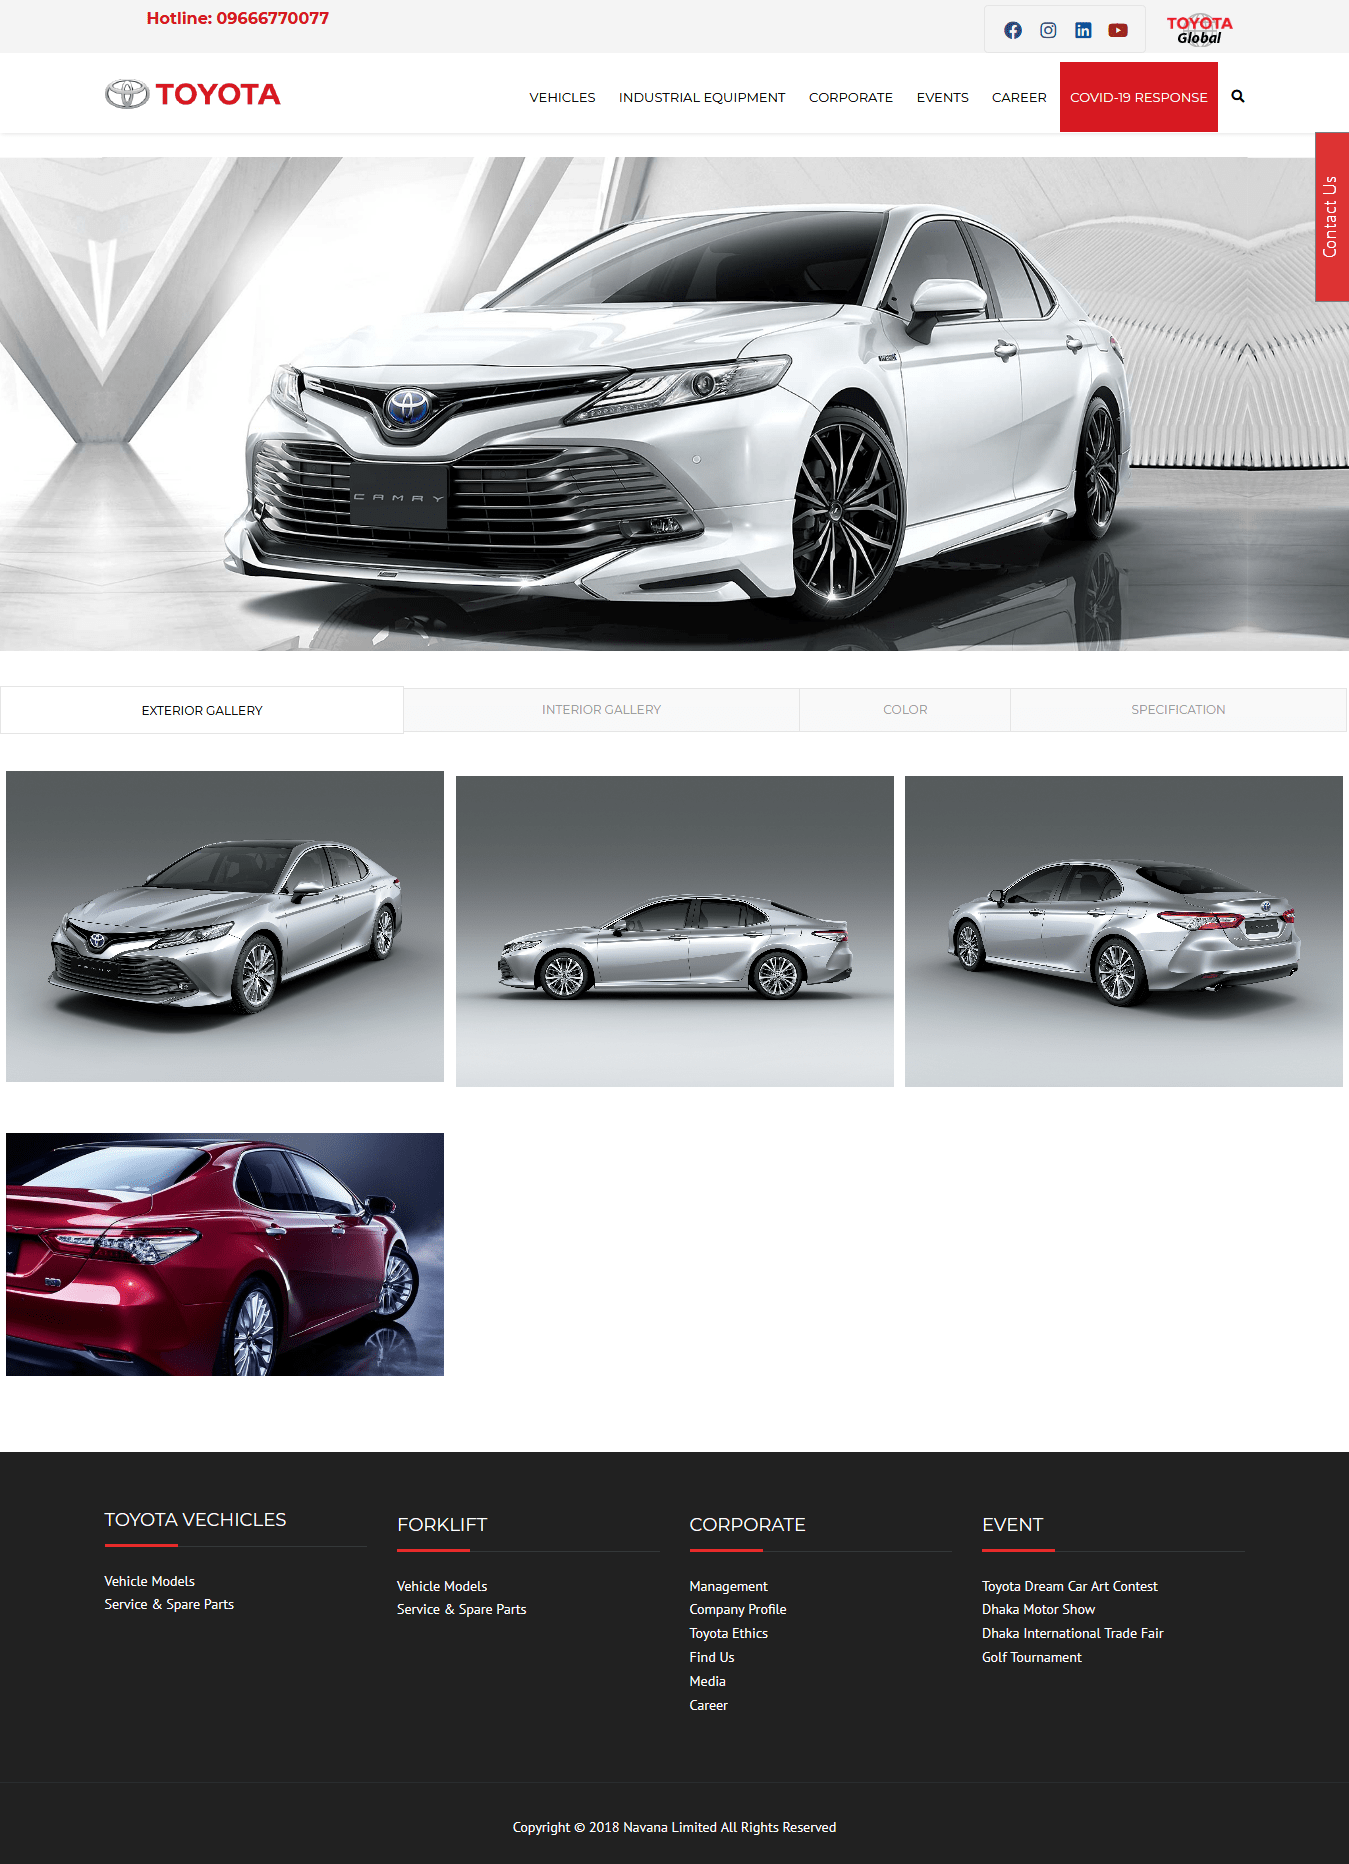 Hotline: 09666770077
TOYOTA
Global
TOYOTA
VEHICLES
INDUSTRIAL EQUIPMENT
CORPORATE
EVENTS
CAREER
COVID-19 RESPONSE
Contact Us
CAMRY
EXTERIOR GALLERY
INTERIOR GALLERY
COLOR
SPECIFICATION
CAMRY
TOYOTA VECHICLES
Vehicle Models
Service & Spare Parts
FORKLIFT
Vehicle Models
Service & Spare Parts
CORPORATE
Management
Company Profile
Toyota Ethics
Find Us
Media
Career
EVENT
Toyota Dream Car Art Contest
Dhaka Motor Show
Dhaka International Trade Fair
Golf Tournament
Copyright © 2018 Navana Limited All Rights Reserved